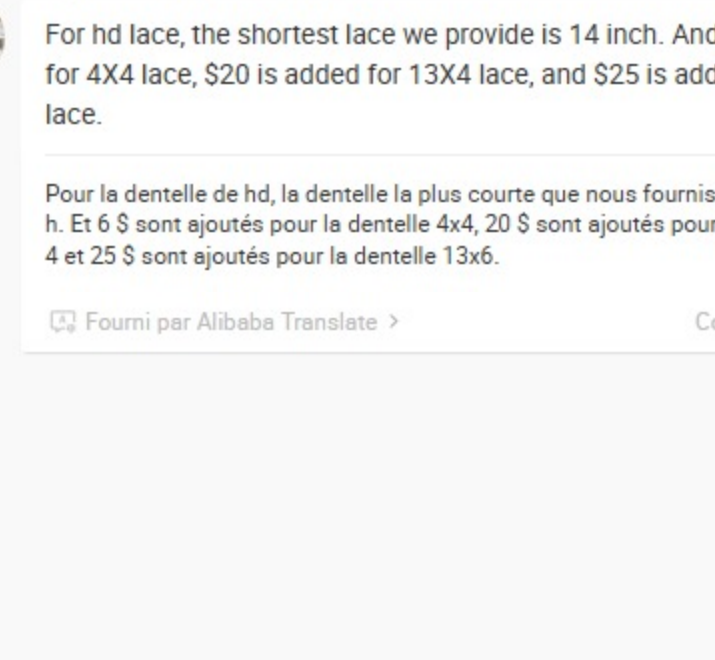 For hd lace, the shortest lace we provide is 14 inch. And
for 4X4 lace, $20 is added for 13X4 lace, and $25 is add
lace.
Pour la dentelle de hd, la dentelle la plus courte que nous fournis
h. Et 6 $ sont ajoutés pour la dentelle 4x4, 20 $ sont ajoutés pour
4 et 25 $ sont ajoutés pour la dentelle 13x6.
Fourni par Alibaba Translate >